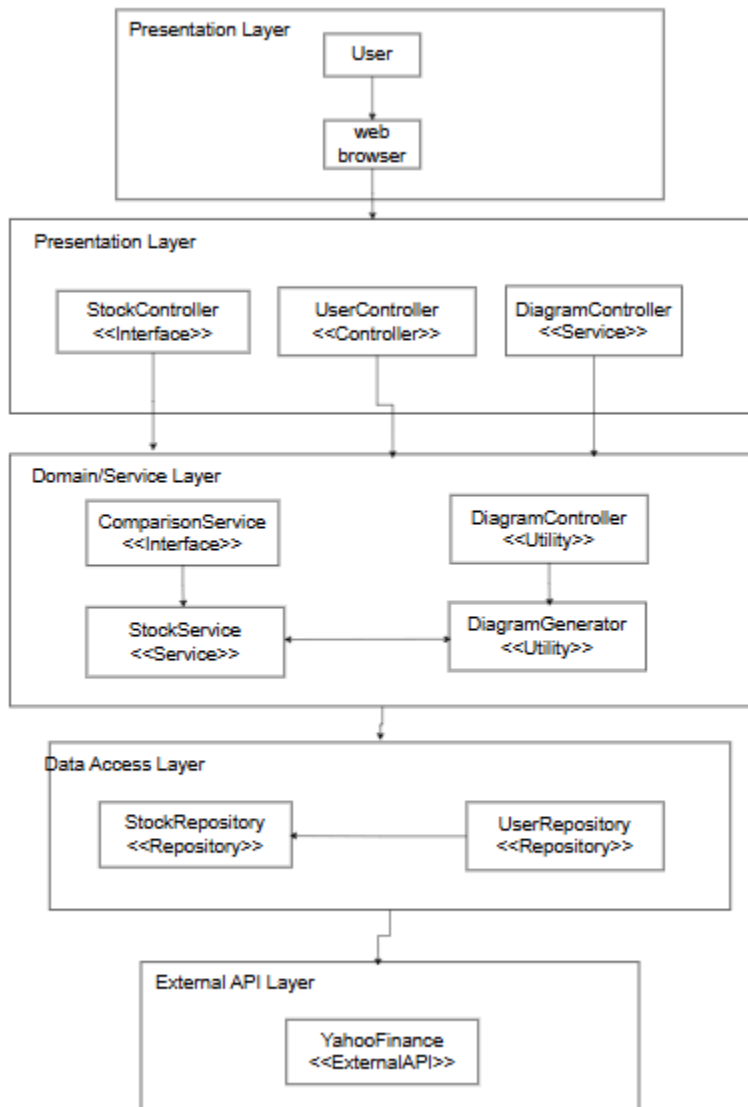 Presentation Layer
User
web
browser
Presentation Layer
StockController
<<Interface>>
UserController
<<Controller>>
DiagramController
<<Service>>
Domain/Service Layer
ComparisonService
<<Interface>>
DiagramController
<<Utility>>
StockService
<<Service>>
DiagramGenerator
<<Utility>>
Data Access Layer
StockRepository
<<Repository>>
UserRepository
<<Repository>>
External API Layer
YahooFinance
<<ExternalAPI>>